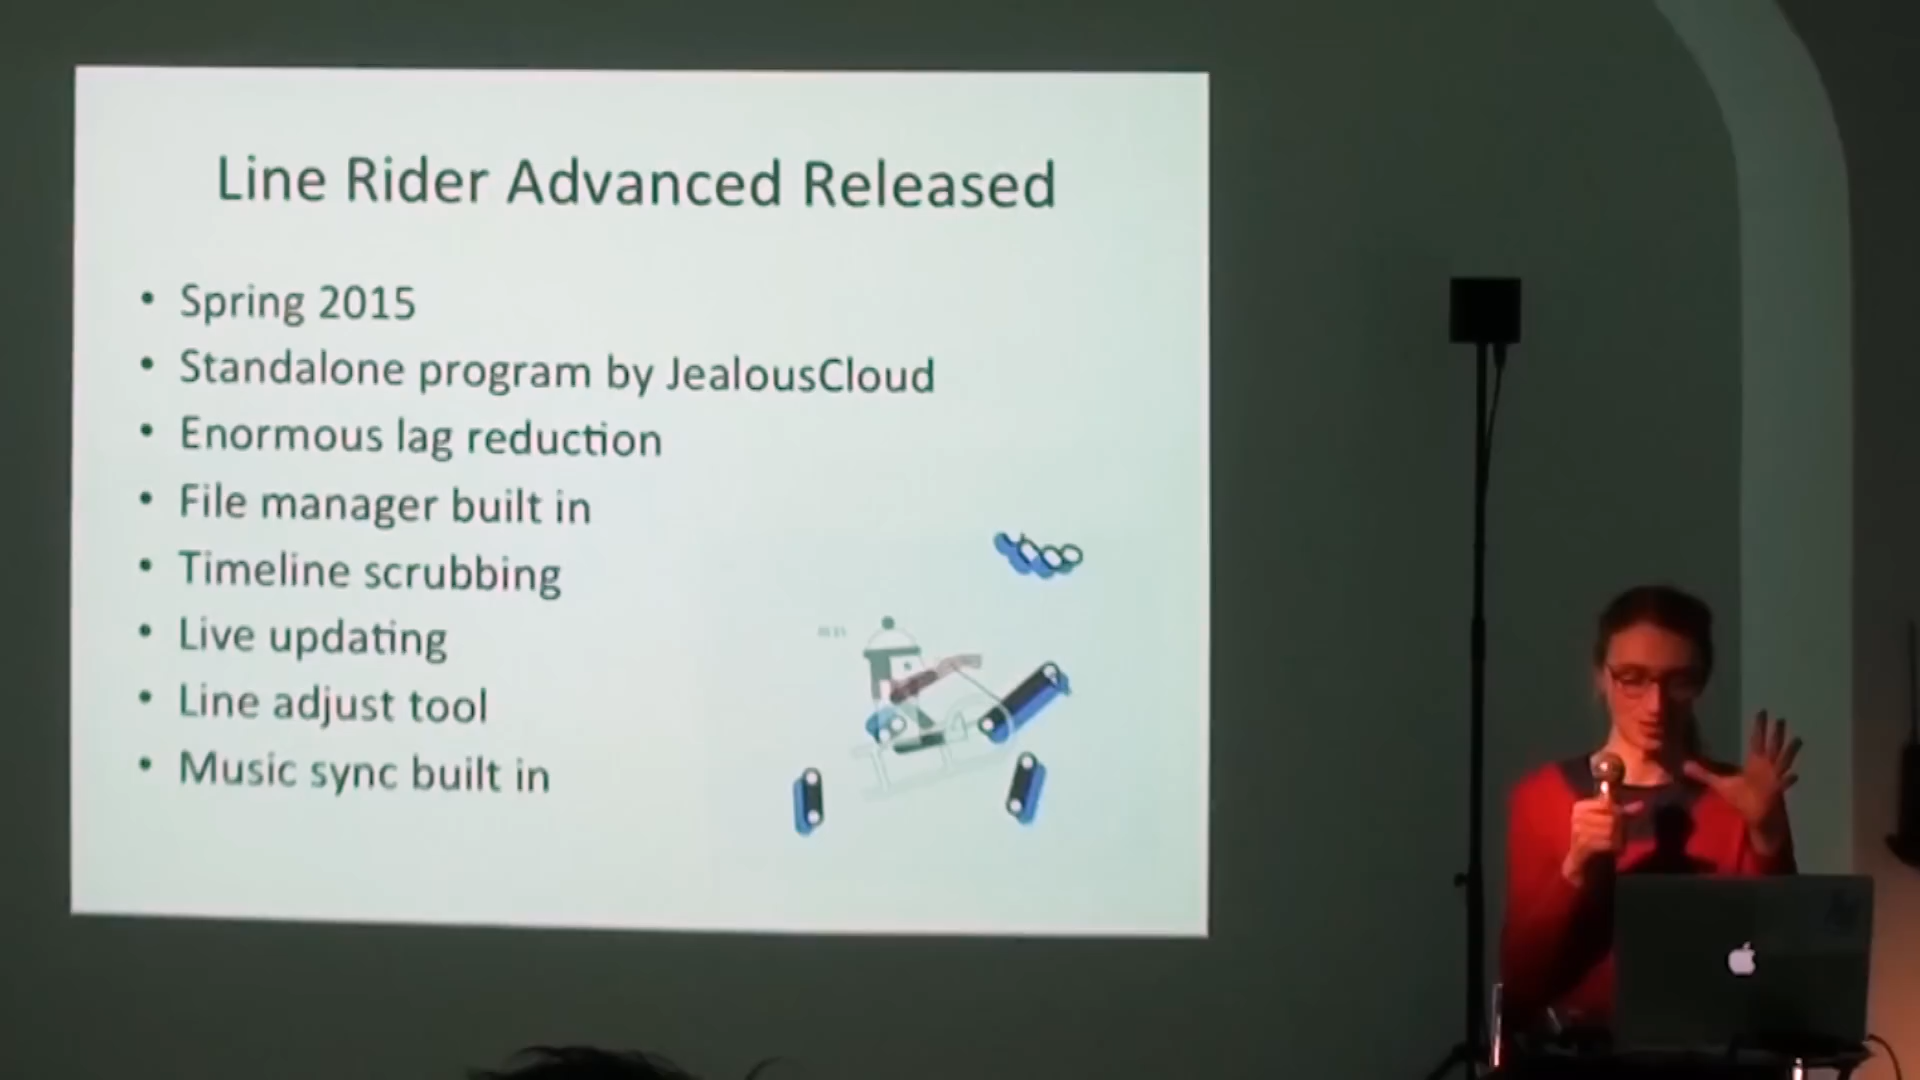 Line Rider Advanced Released
• Spring 2015
• Standalone program by JealousCloud
• Enormous lag reduction
• File manager built in
• Timeline scrubbing
• Live updating
• Line adjust tool
• Music sync built in